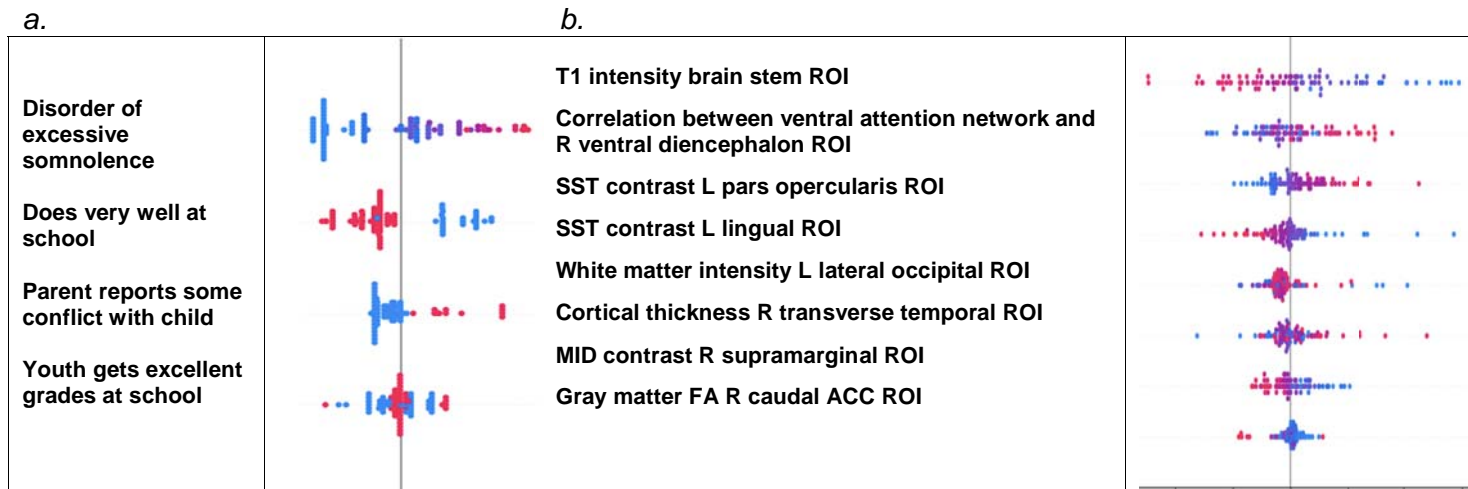 a.
b.
Disorder of
excessive
somnolence
Does very well at
school
Parent reports some
conflict with child
Youth gets excellent
grades at school
T1 intensity brain stem ROI
Correlation between ventral attention network and
R ventral diencephalon ROI
SST contrast L pars opercularis ROI
SST contrast L lingual ROI
White matter intensity L lateral occipital ROI
Cortical thickness R transverse temporal ROI
MID contrast R supramarginal ROI
Gray matter FA R caudal ACC ROI